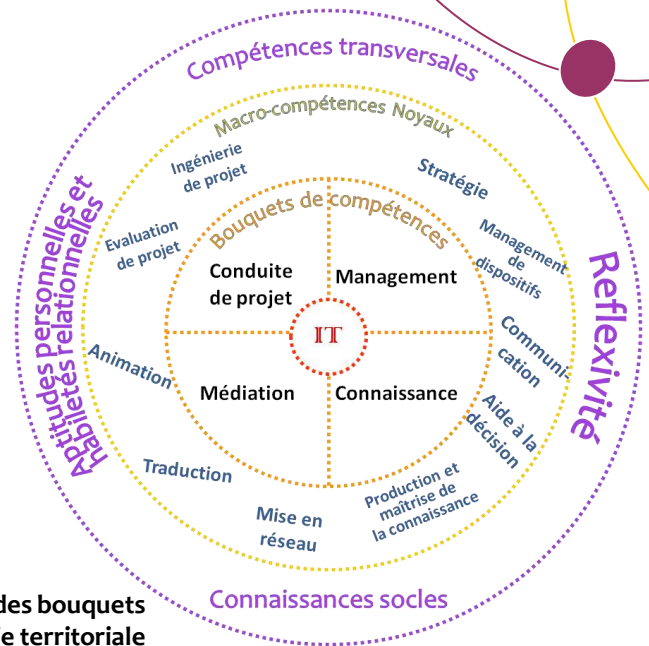 Compétences transversales
Macro-compétences Noyaux
Ingénierie
de projet
Stratégie
Bouquets de compétences
Evaluation
de projet
Management
de
dispositifs
Conduite
de projet
Management
Aptitudes personnelles et
habiletés relationnelles
Reflexivité
IT
Communi-
cation
Animation
Médiation
Connaissance
Aide à la
décision
Traduction
Production et
maîtrise de
la connaissance
Mise en
réseau
Connaissances socles
des bouquets
ie territoriale